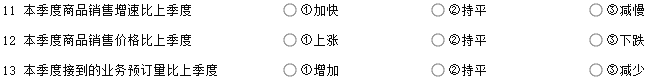 11 本季度商品销售增速比上季度 ①加快 ②持平 ③减慢
12 本季度商品销售价格比上季度 ①上涨 ②持平 ③下跌
13 本季度接到的业务预订量比上季度 ①增加 ②持平 ③减少